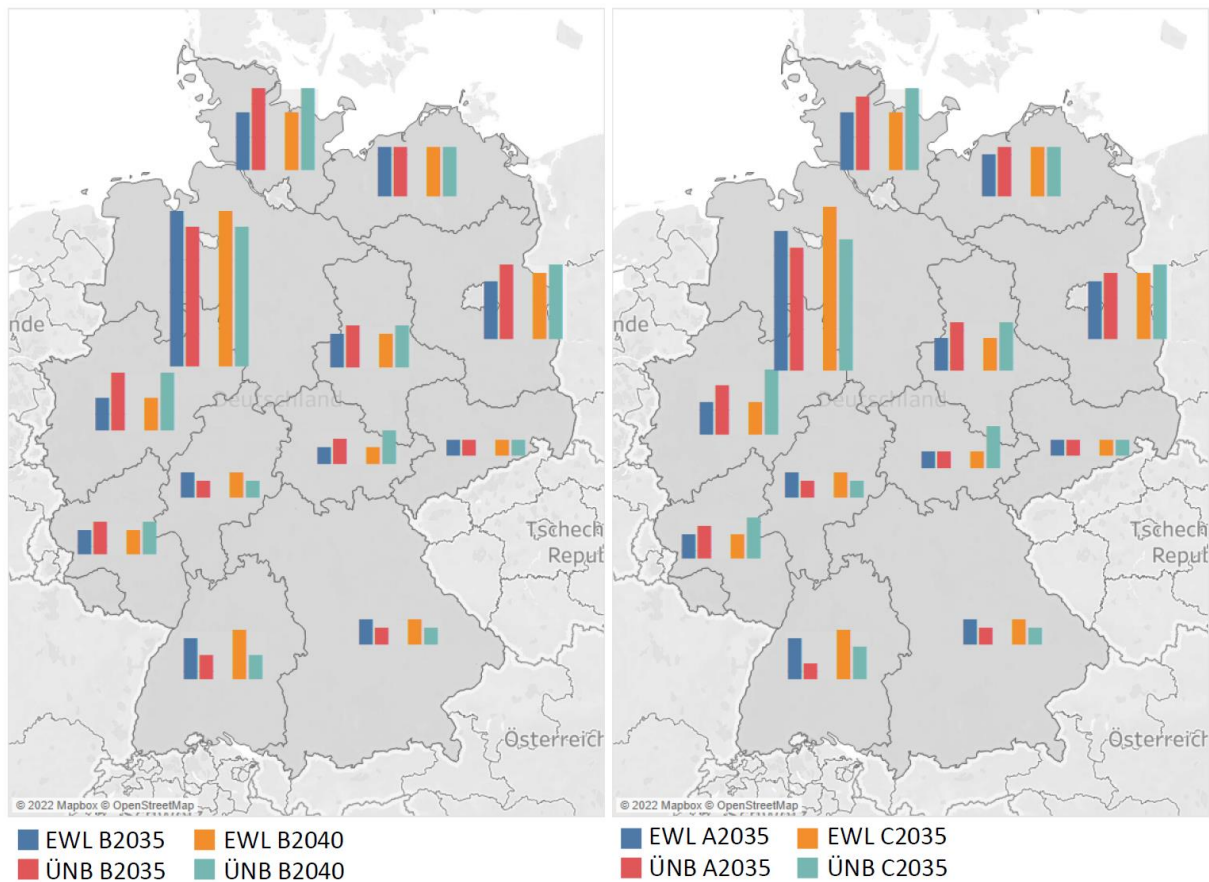 nde
Deutschland
Tschech
Repub
Österreich
© 2022 Mapbox © OpenStreetMap
EWL B2035
EWL B2040
ÜNB B2035
ÜNB B2040
nde
Deutschland
Tschech
Repub
Österreich
© 2022 Mapbox © OpenStreetMap
EWL A2035
EWL C2035
ÜNB A2035
ÜNB C2035